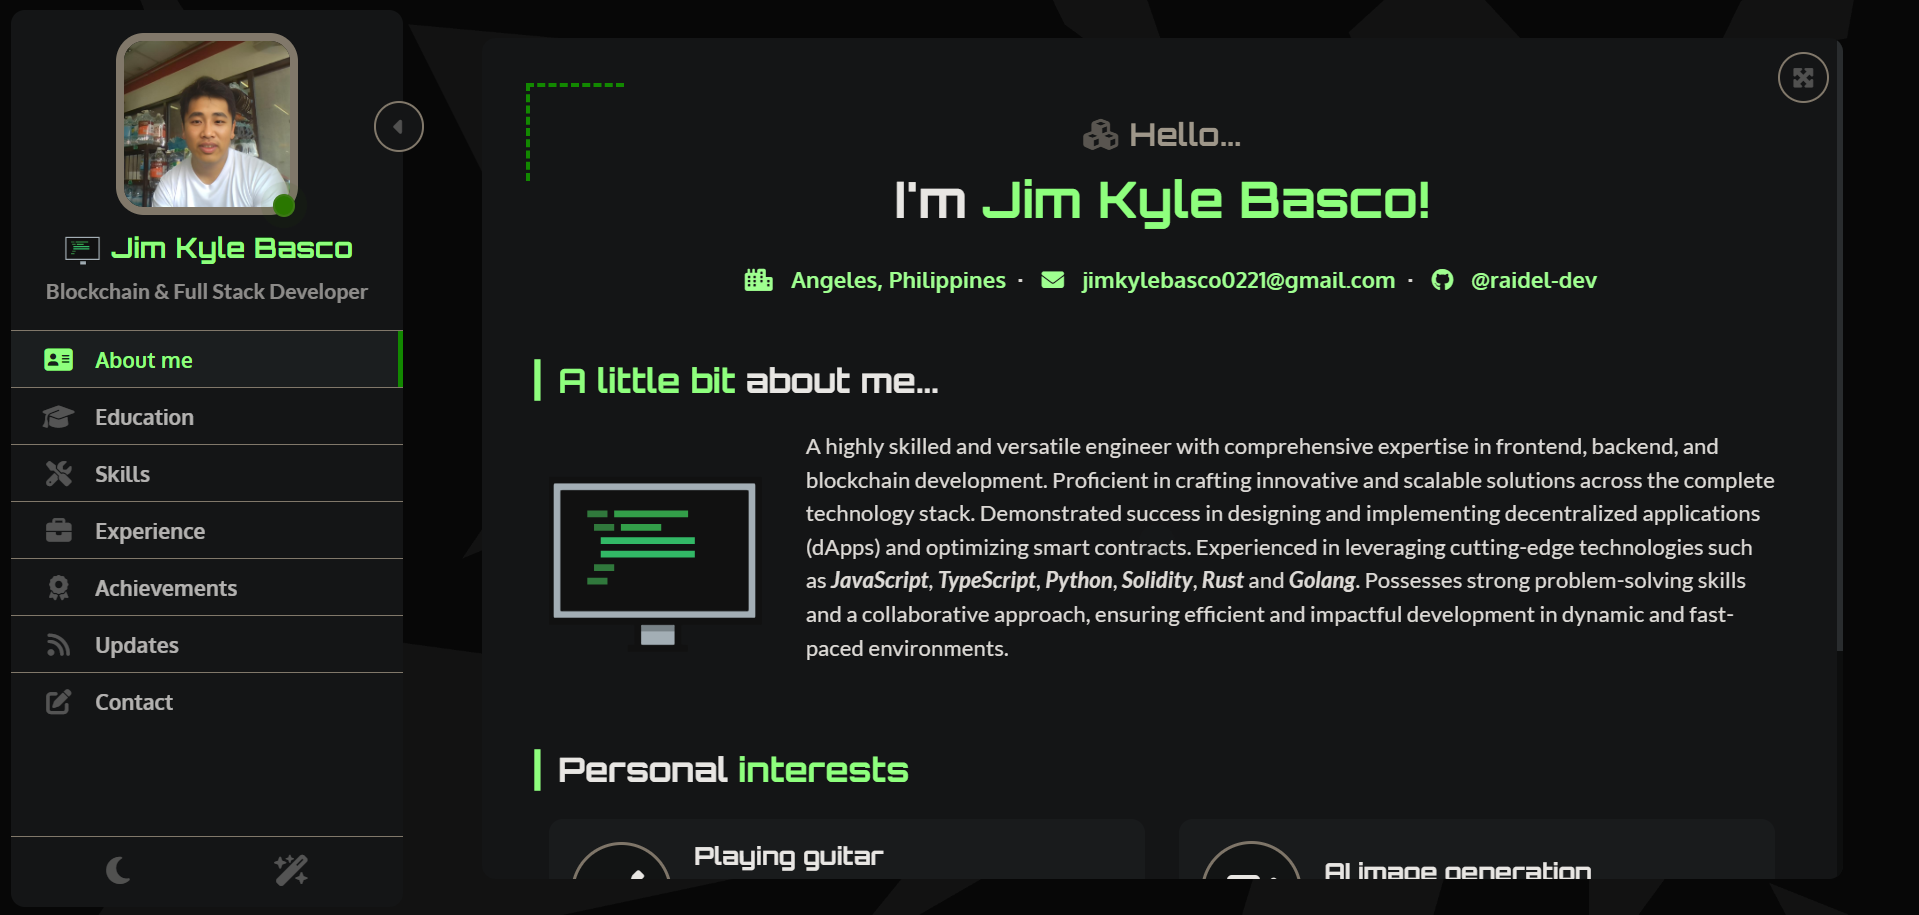 Jim Kyle Basco
Blockchain & Full Stack Developer
About me
Education
Skills
Experience
Achievements
Updates
Contact
Hello...
I'm Jim Kyle Basco!
Angeles, Philippines · jimkylebasco0221@gmail.com · @raidel-dev
A little bit about me...
A highly skilled and versatile engineer with comprehensive expertise in frontend, backend, and
blockchain development. Proficient in crafting innovative and scalable solutions across the complete
technology stack. Demonstrated success in designing and implementing decentralized applications
(dApps) and optimizing smart contracts. Experienced in leveraging cutting-edge technologies such
as JavaScript, TypeScript, Python, Solidity, Rust and Golang. Possesses strong problem-solving skills
and a collaborative approach, ensuring efficient and impactful development in dynamic and fast-
paced environments.
Personal interests
Playing guitar
AI image generation